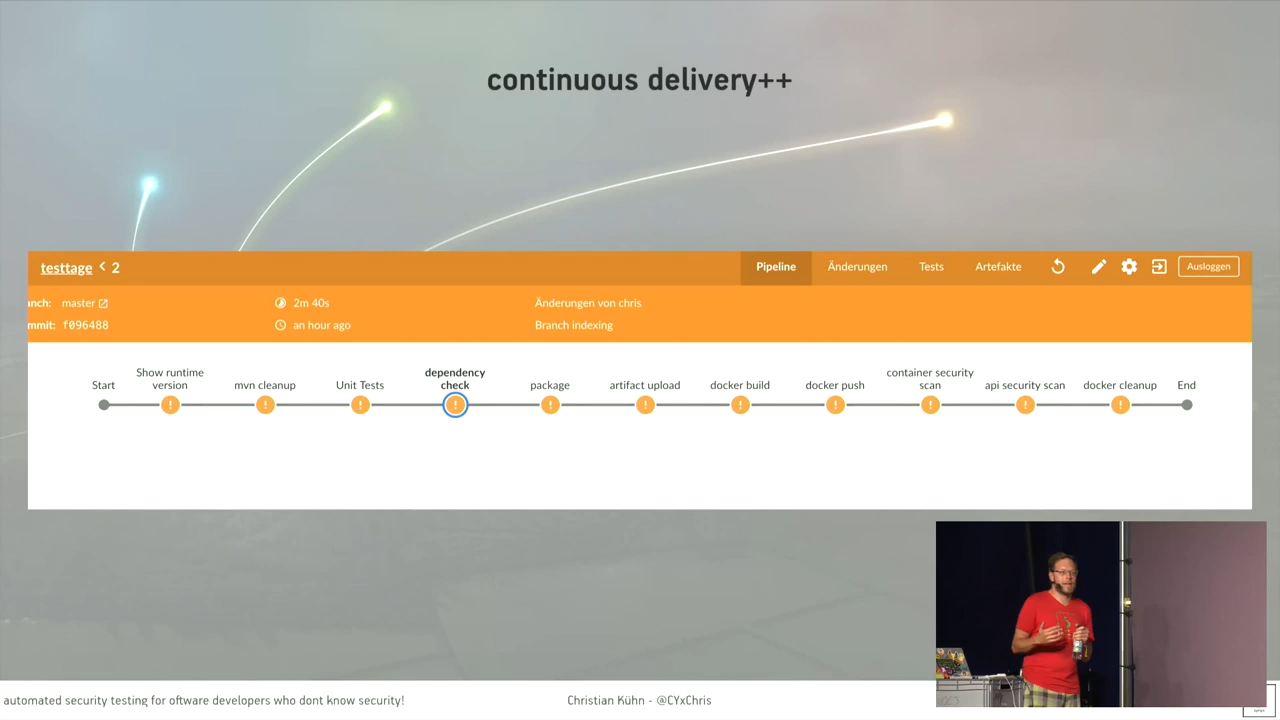 continuous delivery++
testtage < 2
Pipeline
Änderungen
Tests
Artefakte
Ausloggen
nch: master
2m 40s
Änderungen von chris
mmit: f096488
an hour ago
Branch indexing
Start
Show runtime
version
mvn cleanup
Unit Tests
dependency
check
package
artifact upload
docker build
docker push
container security
scan
api security scan
docker cleanup
End
automated security testing for oftware developers who dont know security!
Christian Kühn - @CYxChris